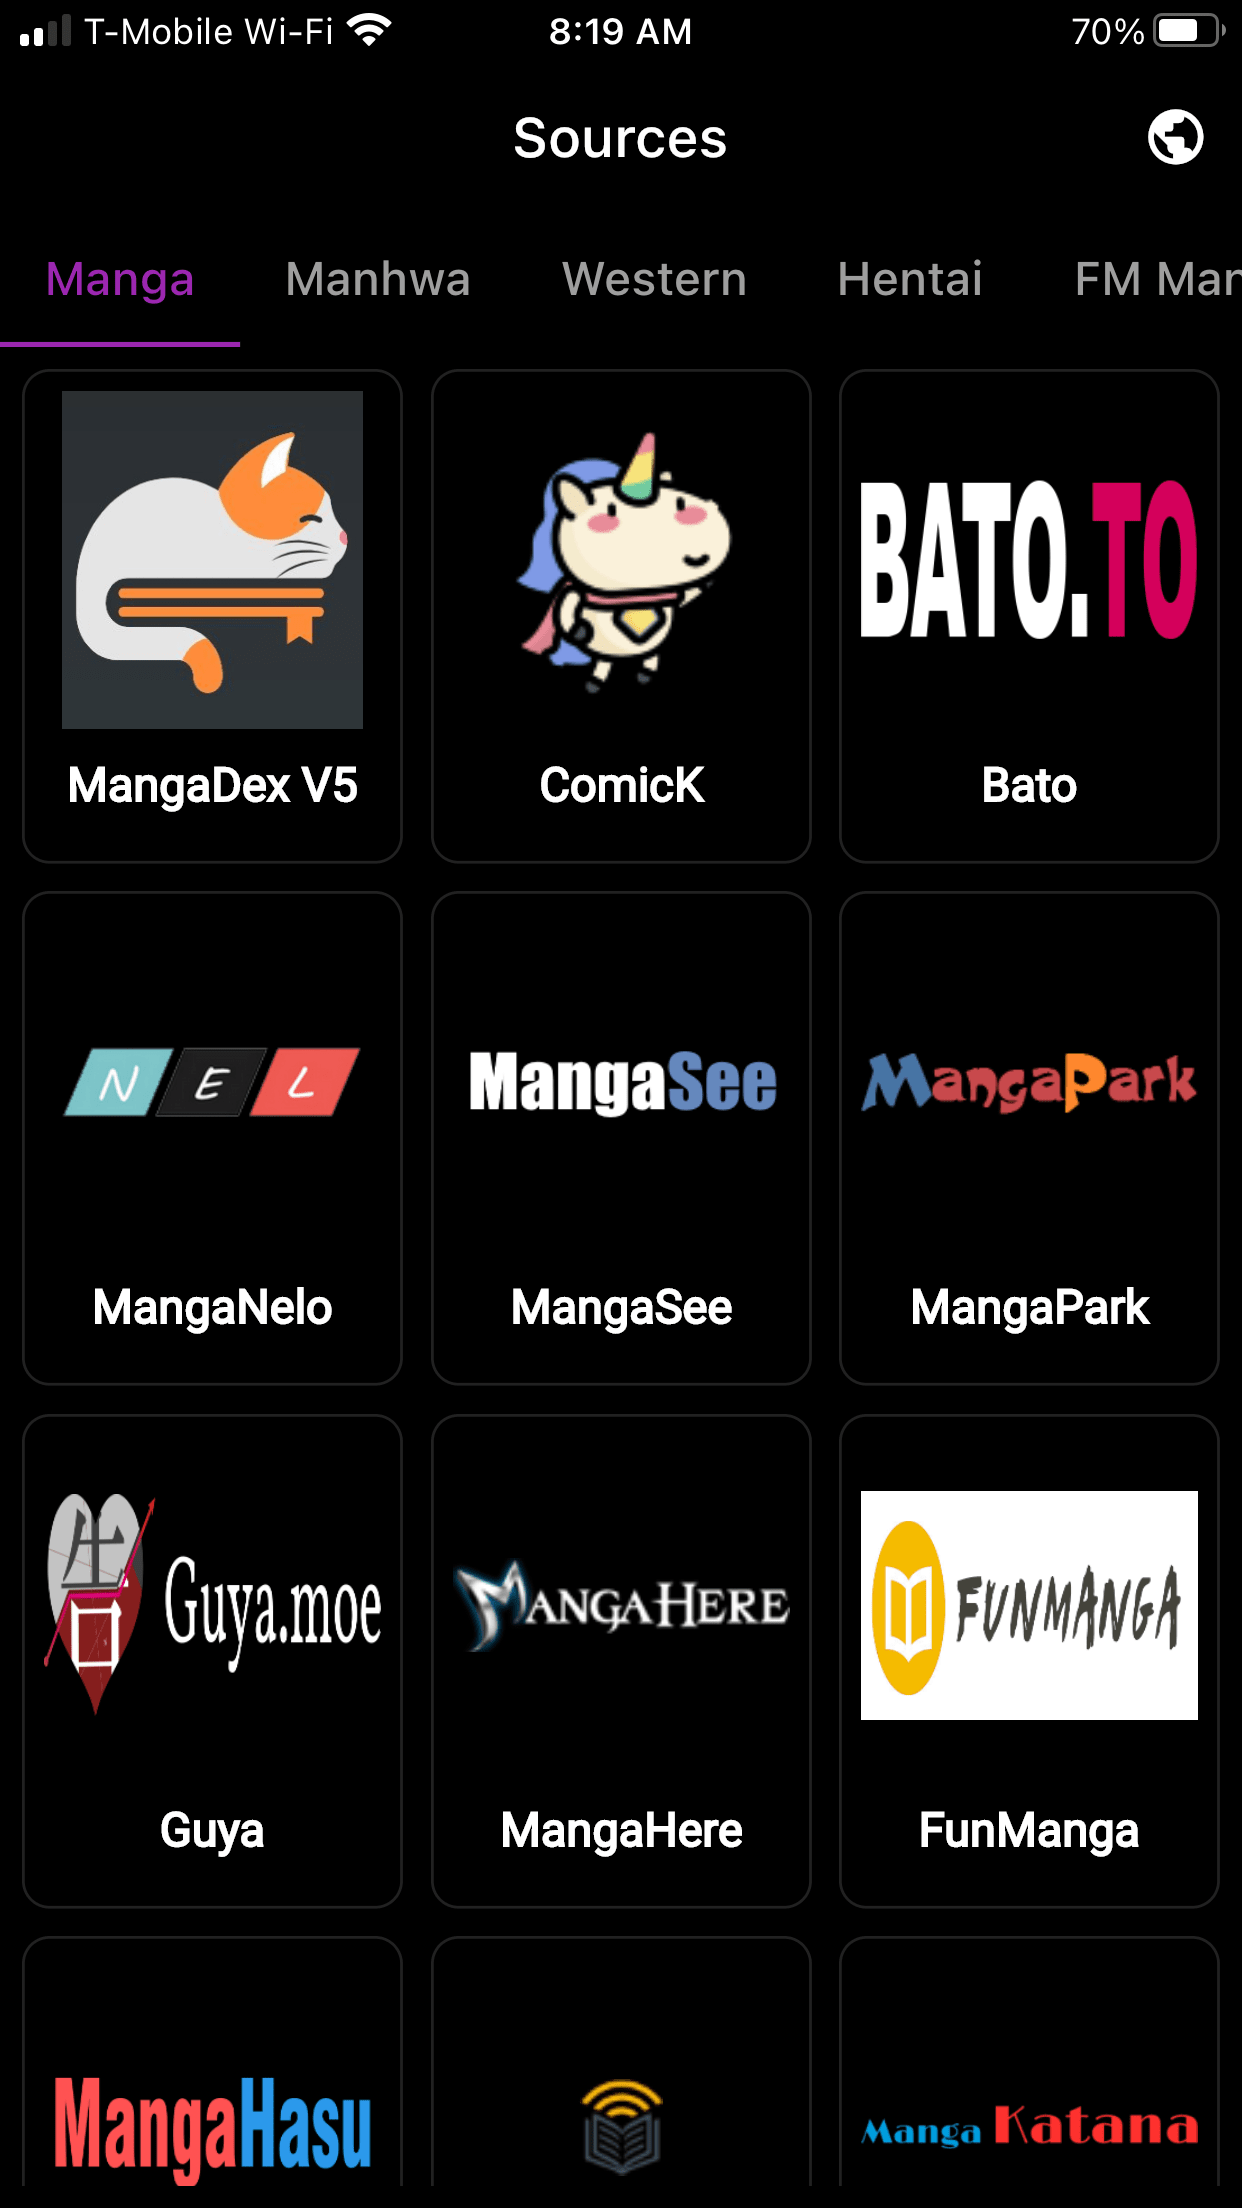 T-Mobile Wi-Fi 8:19 AM 70%
Sources
Manga Manhwa Western Hentai FM Man
BATO.TO
MangaDex V5 ComicK Bato
N E L MangaSee MangaPark
MangaNelo MangaSee MangaPark
生 Guya.moe MANGAHERE FUNMANGA
Guya MangaHere FunManga
MangaHasu Manga Katana